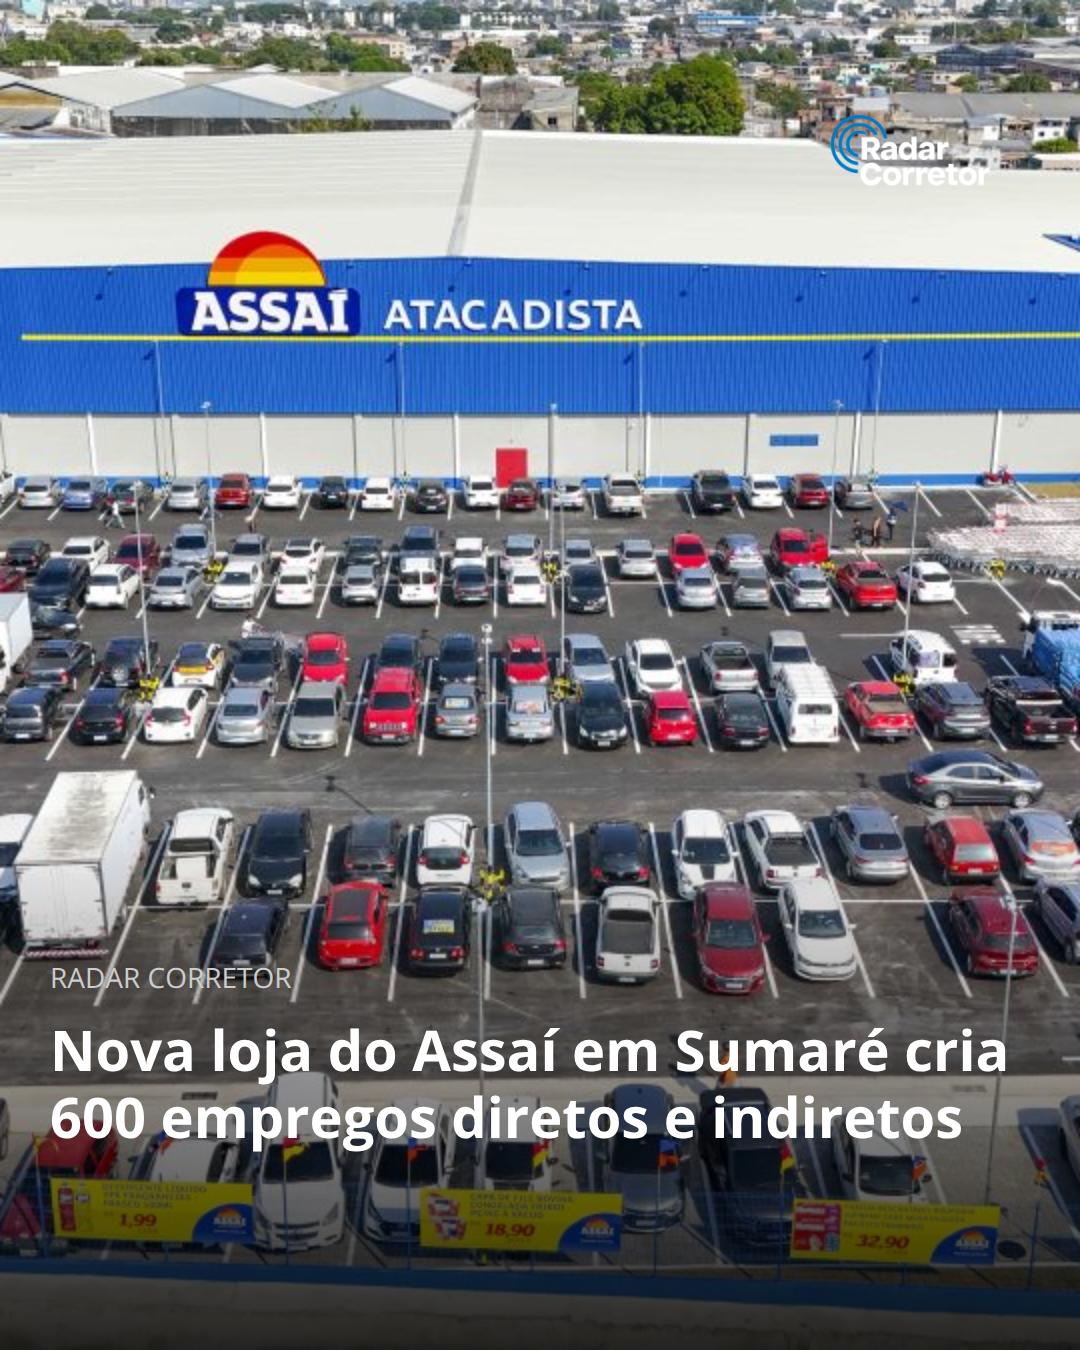 Radar
Corretor
ASSAÍ ATACADISTA
RADAR CORRETOR
Nova loja do Assaí em Sumaré cria
600 empregos diretos e indiretos
1,99
18,90
32,90
ASSAÍ